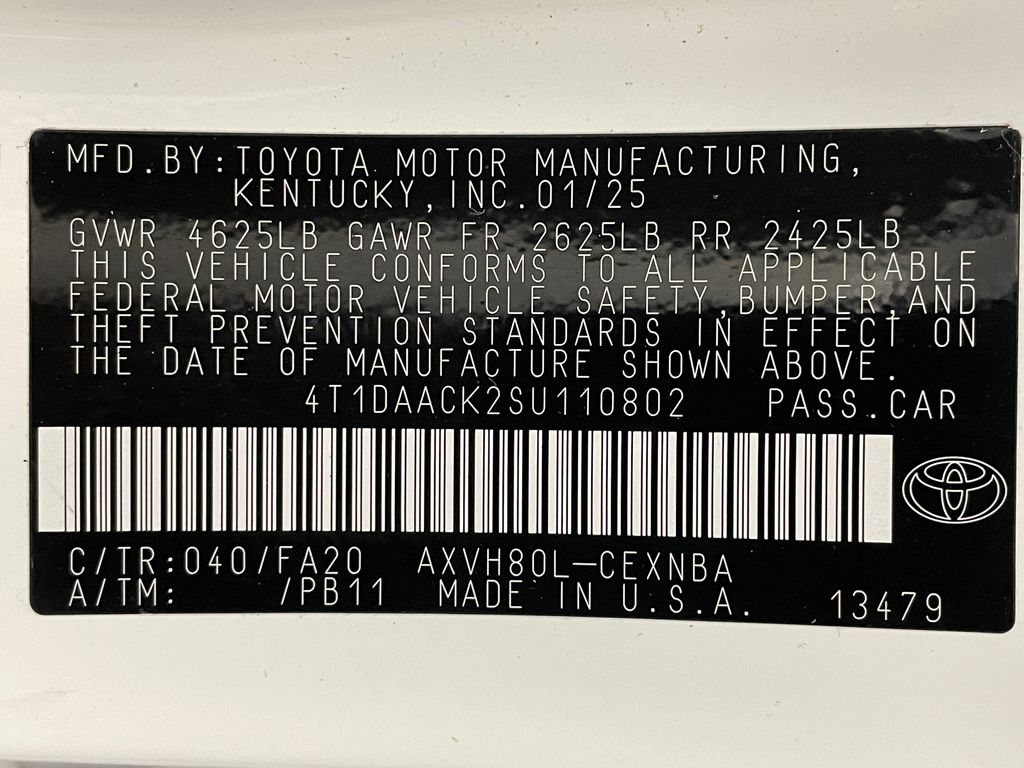 MFD.BY:TOYOTA MOTOR MANUFACTURING,
KENTUCKY,INC.01/25
GVWR 4625LB GAWR FR 2625LB RR 2425LB
THIS VEHICLE CONFORMS TO ALL APPLICABLE
FEDERAL MOTOR VEHICLE SAFETY,BUMPER,AND
THEFT PREVENTION STANDARDS IN EFFECT ON
THE DATE OF MANUFACTURE SHOWN ABOVE.
4T1DAACK2SU110802 PASS.CAR
C/TR:040/FA20 AXVH80L-CEXNBA
A/TM: /PB11 MADE IN U.S.A. 13479